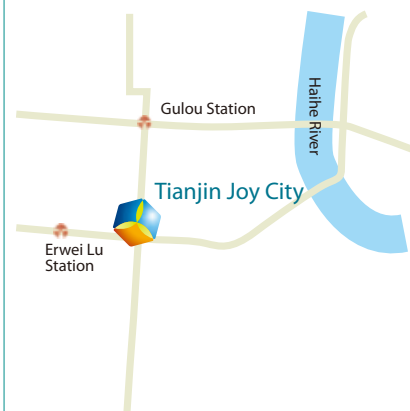 Gulou Station
Haihe River
Tianjin Joy City
Erwei Lu
Station